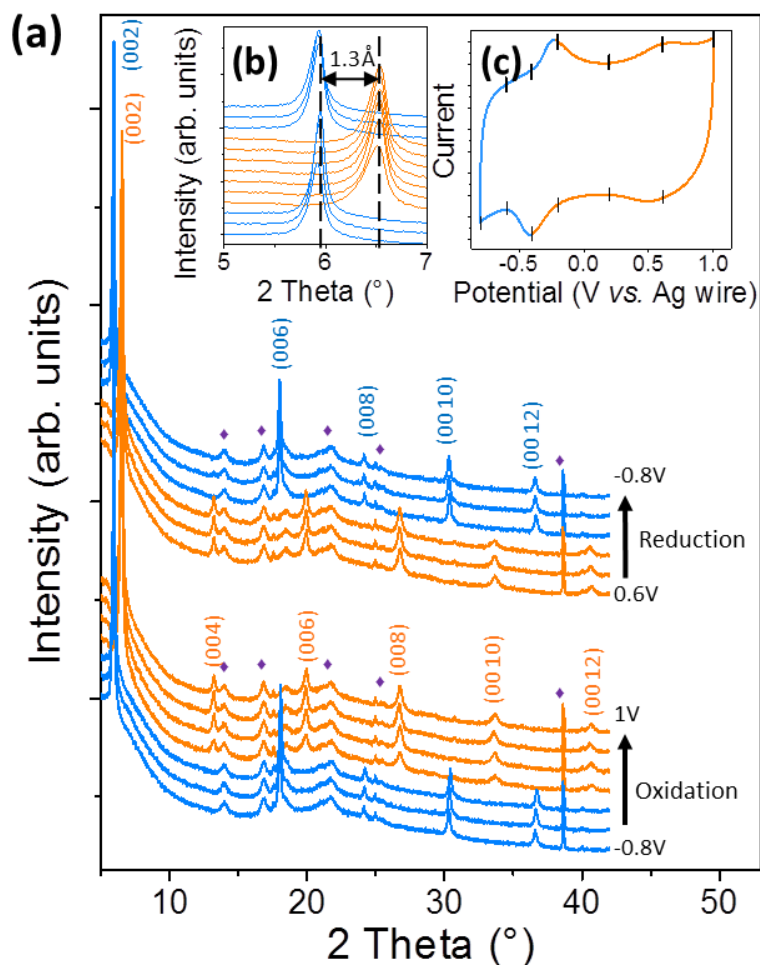 (a)
(002)
(002)
Intensity (arb. units)
(b)
1.3Å
Intensity (arb. units)
5 6 7
2 Theta (°)
(c)
Current
-0.5 0.0 0.5 1.0
Potential (V vs. Ag wire)
(006)
(008)
(00 10)
(00 12)
-0.8V
Reduction
0.6V
(004)
(006)
(008)
(00 10)
(00 12)
1V
Oxidation
-0.8V
10 20 30 40 50
2 Theta (°)